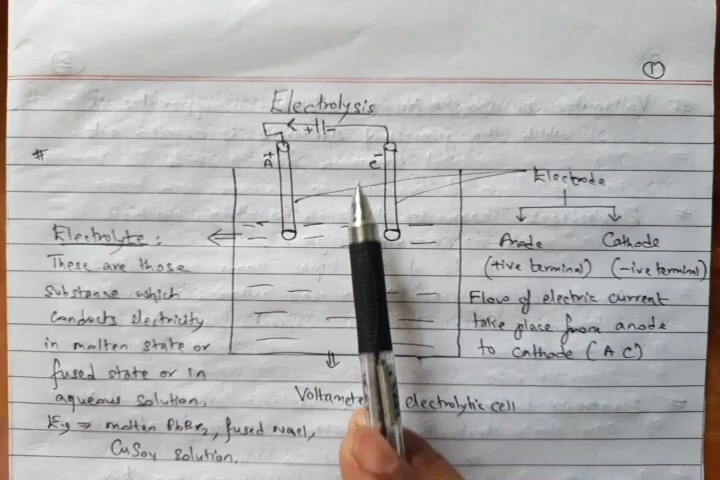 1
Electrolysis
+ -
+ -
A C
#
Electrode
Electrolyte:
Anode Cathode
These are those
(+ive terminal) (-ive terminal)
substance which
Flow of electric current
conducts electricity
take place from anode
in molten state or
to cathode (A C)
fused state or in
aqueous solution.
Voltamete electrolytic cell
E.g ⇒ molten PbBr2, fused NaCl,
CuSO4 solution.